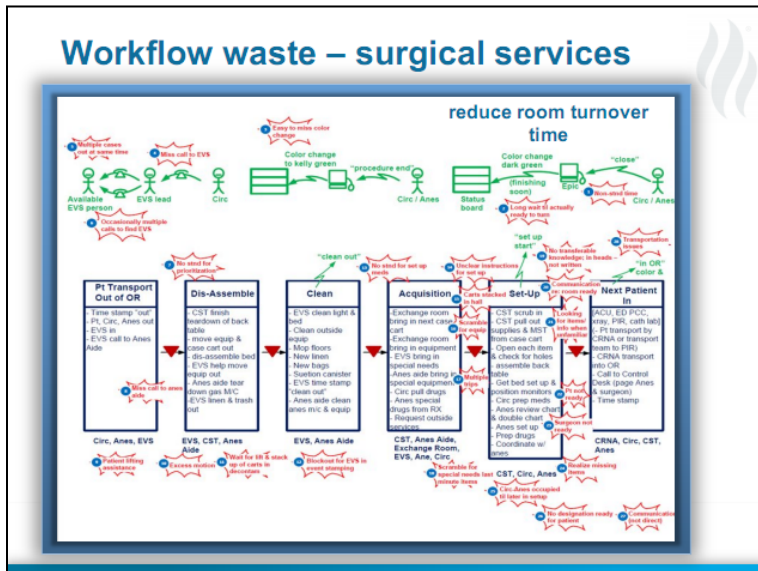 Workflow waste – surgical services
reduce room turnover
time
Multiple cases
out at same time
Miss call to EVS
Easy to miss color
change
Available
EVS person
EVS lead
Circ
Occasionally multiple
calls to find EVS
Color change
to kelly green
"procedure end"
Circ / Anes
Color change
dark green
(finishing
soon)
Status
board
Epic
"close"
Circ / Anes
Non-stnd time
Long wait til actually
ready to turn
No stnd for
prioritization
"clean out"
No stnd for set up
meds
Unclear instructions
for set up
"set up
start"
No transferable
knowledge; in heads
not written
Transportation
issues
"in OR"
color &
Carts stacked
in hall
Communication
re: room ready
Scramble
for equip
Looking
for items/
info when
unfamiliar
Multiple
trips
Pt not
ready
Surgeon not
ready
Realize missing
items
Miss call to anes
aide
Pt Transport
Out of OR
- Time stamp "out"
- Pt, Circ, Anes out
- EVS in
- EVS call to Anes
Aide
Circ, Anes, EVS
Dis-Assemble
- CST finish
teardown of back
table
- move equip &
case cart out
- dis-assemble bed
- EVS help move
equip out
- Anes aide tear
down gas M/C
-EVS linen & trash
out
EVS, CST, Anes
Aide
Clean
- EVS clean light &
bed
- Clean outside
equip
- Mop floors
- New linen
- New bags
- Suction canister
- EVS time stamp
"clean out"
- Anes aide clean
anes m/c & equip
EVS, Anes Aide
Acquisition
-Exchange room
bring in next case
cart
-Exchange room
bring in equipment
- EVS bring in
special needs
-Anes aide bring in
special equipment
- Circ pull drugs
- Anes special
drugs from RX
- Request outside
services
CST, Anes Aide,
Exchange Room,
EVS, Ane, Circ
Set-Up
- CST scrub in
- CST pull out
supplies & MST
from case cart
- Open each item
& check for holes
- assemble back
table
- Get bed set up &
position monitors
- Circ prep meds
- Anes review chart
& double chart
- Anes set up
- Prep drugs
- Coordinate w/
anes
CST, Circ, Anes
Next Patient
In
[ACU, ED PCC,
xray, PIR, cath lab]
(- Pt transport by
CRNA or transport
team to PIR)
- CRNA transport
into OR
- Call to Control
Desk (page Anes
& surgeon)
- Time stamp
CRNA, Circ, CST,
Anes
Patient lifting
assistance
Excess motion
Wait for lift & stack
up of carts in
decontam
Blockout for EVS in
event stamping
Scramble for
special needs last
minute items
Circ-Anes occupied
til later in setup
No designation ready
for patient
Communication
(not direct)